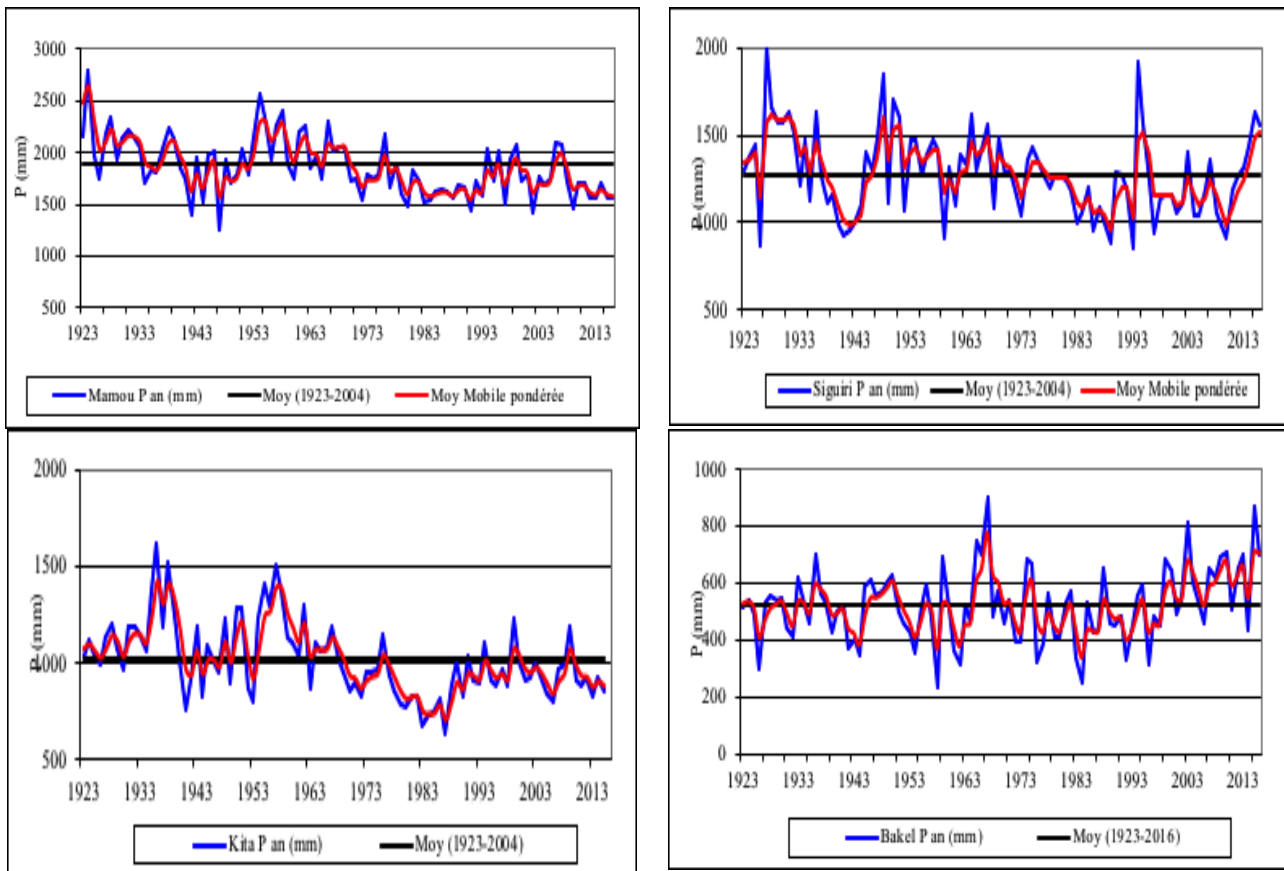 3000
2500
2000
1500
1000
500
P (mm)
1923 1933 1943 1953 1963 1973 1983 1993 2003 2013
Mamou P an (mm) Moy (1923-2004) Moy Mobile pondérée
2000
1500
1000
500
P (mm)
1923 1933 1943 1953 1963 1973 1983 1993 2003 2013
Siguiri P an (mm) Moy (1923-2004) Moy Mobile pondérée
2000
1500
1000
500
P (mm)
1923 1933 1943 1953 1963 1973 1983 1993 2003 2013
Kita P an (mm) Moy (1923-2004)
1000
800
600
400
200
0
P (mm)
1923 1933 1943 1953 1963 1973 1983 1993 2003 2013
Bakel P an (mm) Moy (1923-2016)